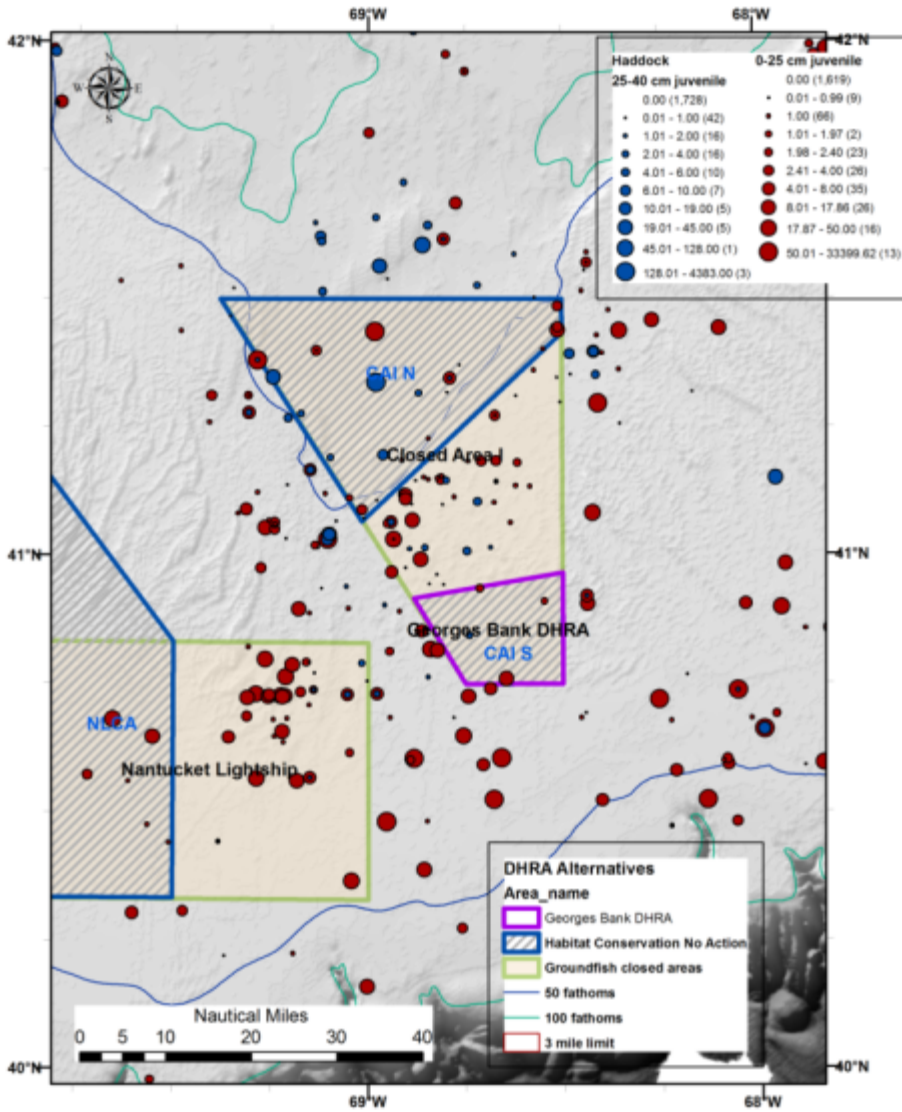 69°W 68°W
42°N 42°N
N
W E
S
Haddock 0-25 cm juvenile
25-40 cm juvenile 0.00 (1,619)
0.00 (1,728) 0.01 - 0.99 (9)
0.01 - 1.00 (42) 1.00 (66)
1.01 - 2.00 (16) 1.01 - 1.97 (2)
2.01 - 4.00 (16) 1.98 - 2.40 (23)
4.01 - 6.00 (10) 2.41 - 4.00 (26)
6.01 - 10.00 (7) 4.01 - 8.00 (35)
10.01 - 19.00 (5) 8.01 - 17.86 (26)
19.01 - 45.00 (5) 17.87 - 50.00 (16)
45.01 - 128.00 (1) 50.01 - 33399.62 (13)
128.01 - 4383.00 (3)
CAI N
Closed Area I
41°N 41°N
Georges Bank DHRA
CAI S
NLCA
Nantucket Lightship
DHRA Alternatives
Area_name
Georges Bank DHRA
Habitat Conservation No Action
Groundfish closed areas
50 fathoms
100 fathoms
3 mile limit
Nautical Miles
0 5 10 20 30 40
40°N 40°N
69°W 68°W